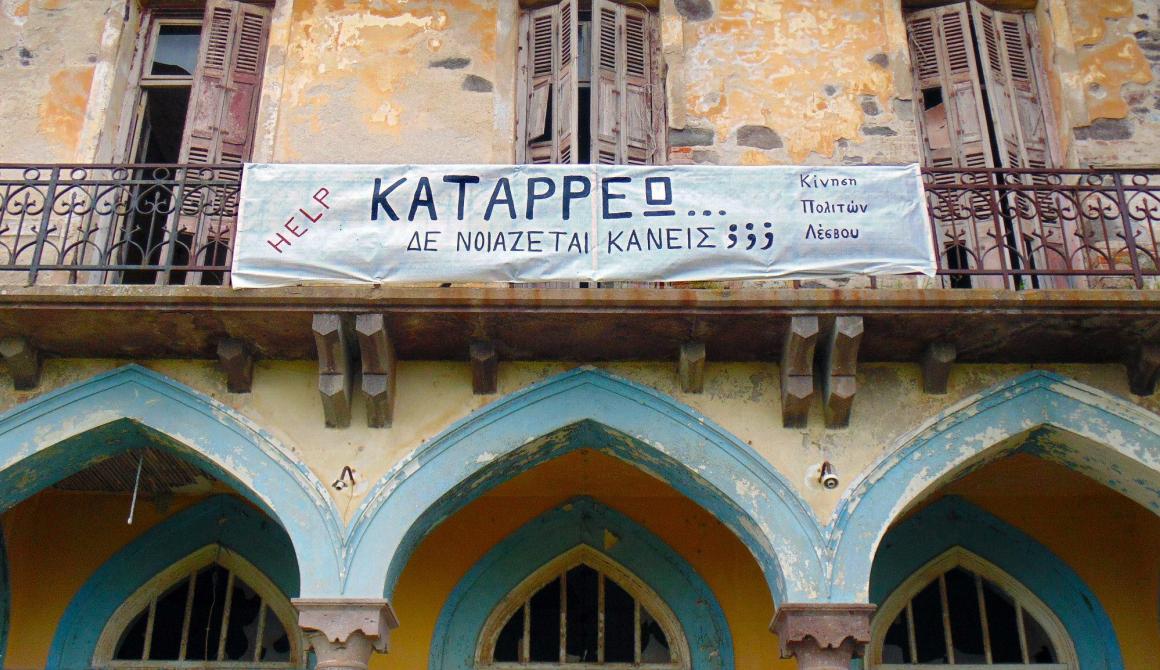 HELP
ΚΑΤΑΡΡΕΩ...
ΔΕ ΝΟΙΑΖΕΤΑΙ ΚΑΝΕΙΣ ;;;
Κίνηση
Πολιτών
Λέσβου